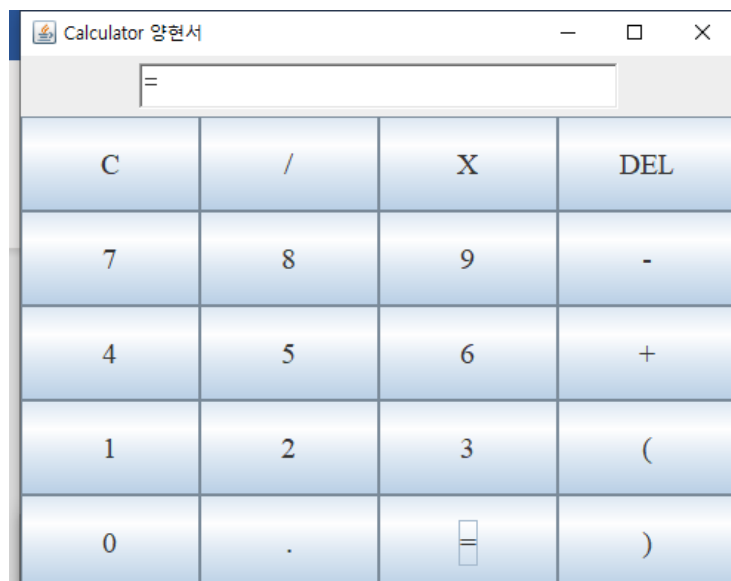 Calculator 양현서
=
C / X DEL
7 8 9 -
4 5 6 +
1 2 3 (
0 . = )